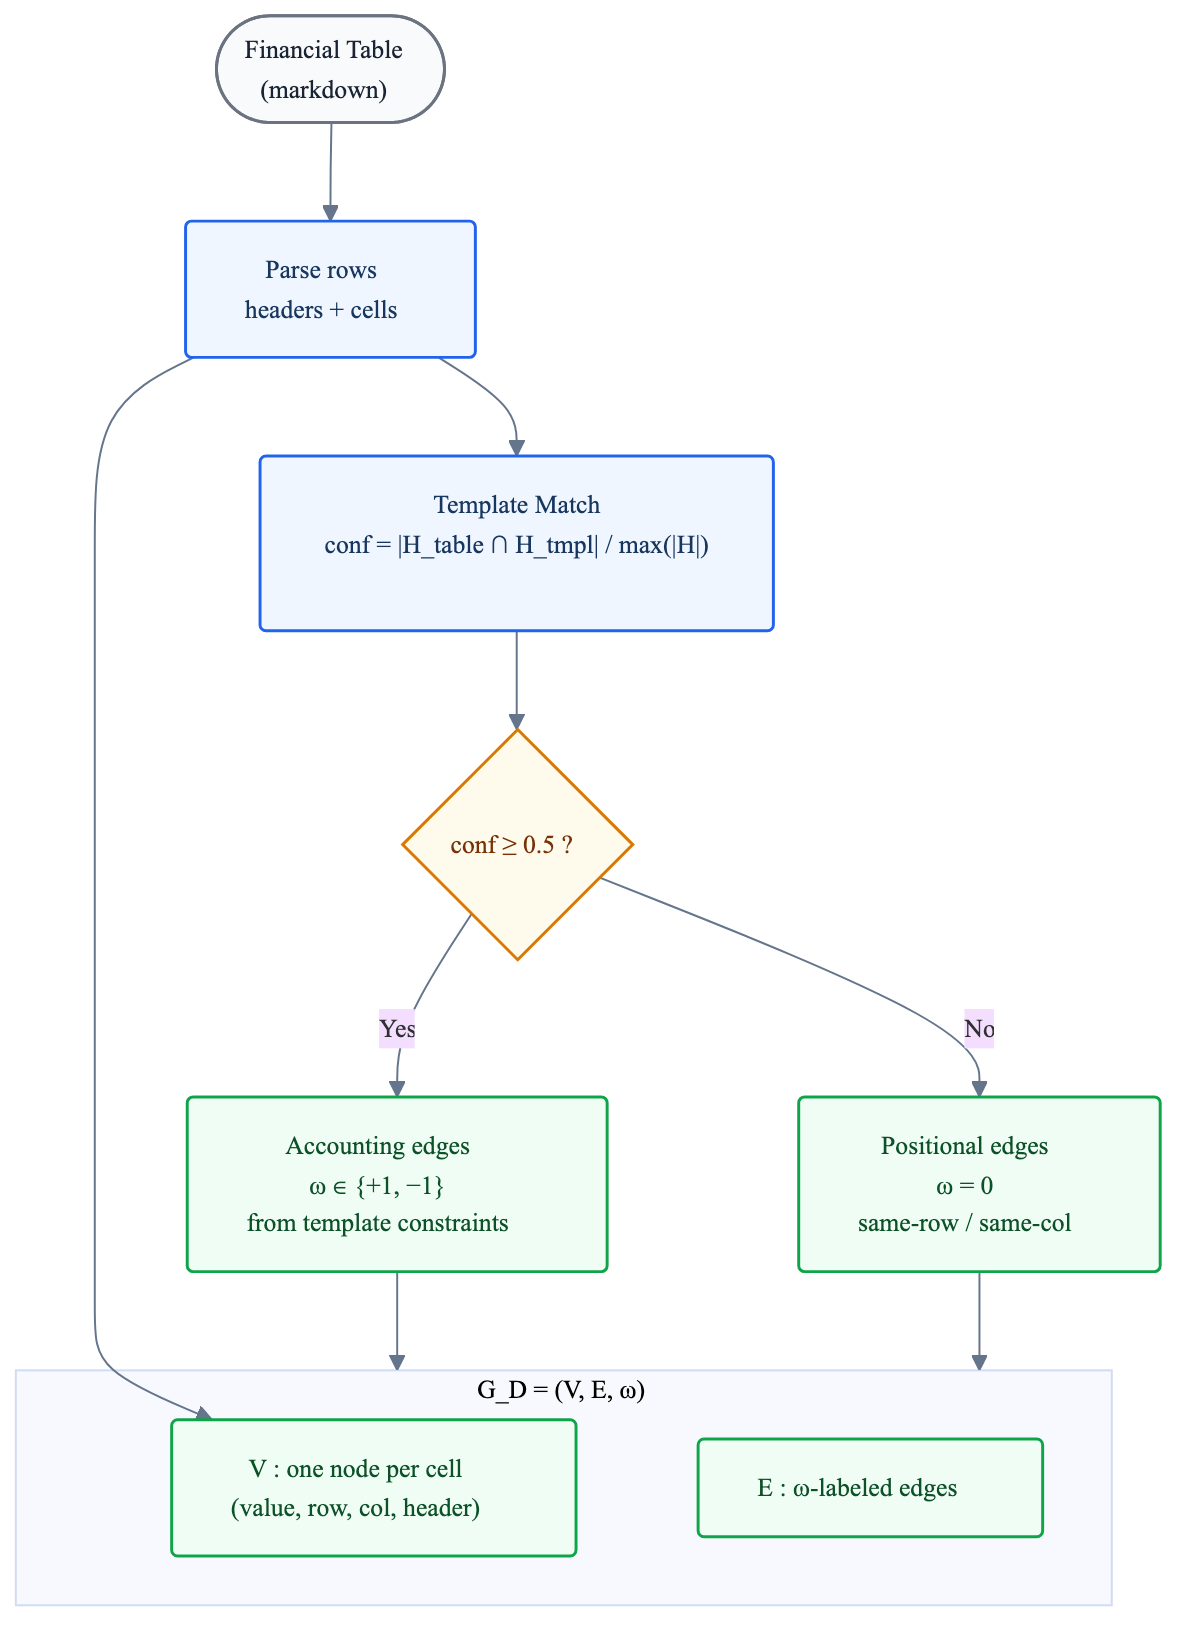 Financial Table
(markdown)
Parse rows
headers + cells
Template Match
conf = |H_table ∩ H_tmpl| / max(|H|)
conf ≥ 0.5 ?
Yes
No
Accounting edges
ω ∈ {+1, −1}
from template constraints
Positional edges
ω = 0
same-row / same-col
G_D = (V, E, ω)
V : one node per cell
(value, row, col, header)
E : ω-labeled edges